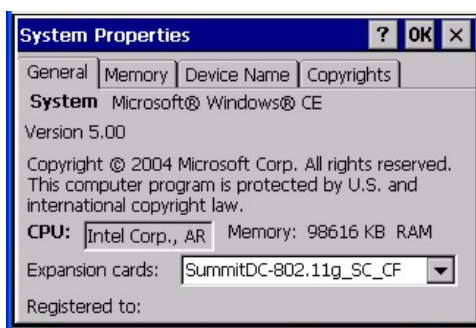 System Properties ? OK ×
General Memory Device Name Copyrights
System Microsoft® Windows® CE
Version 5.00
Copyright © 2004 Microsoft Corp. All rights reserved.
This computer program is protected by U.S. and
international copyright law.
CPU: Intel Corp., AR Memory: 98616 KB RAM
Expansion cards: SummitDC-802.11g_SC_CF
Registered to: